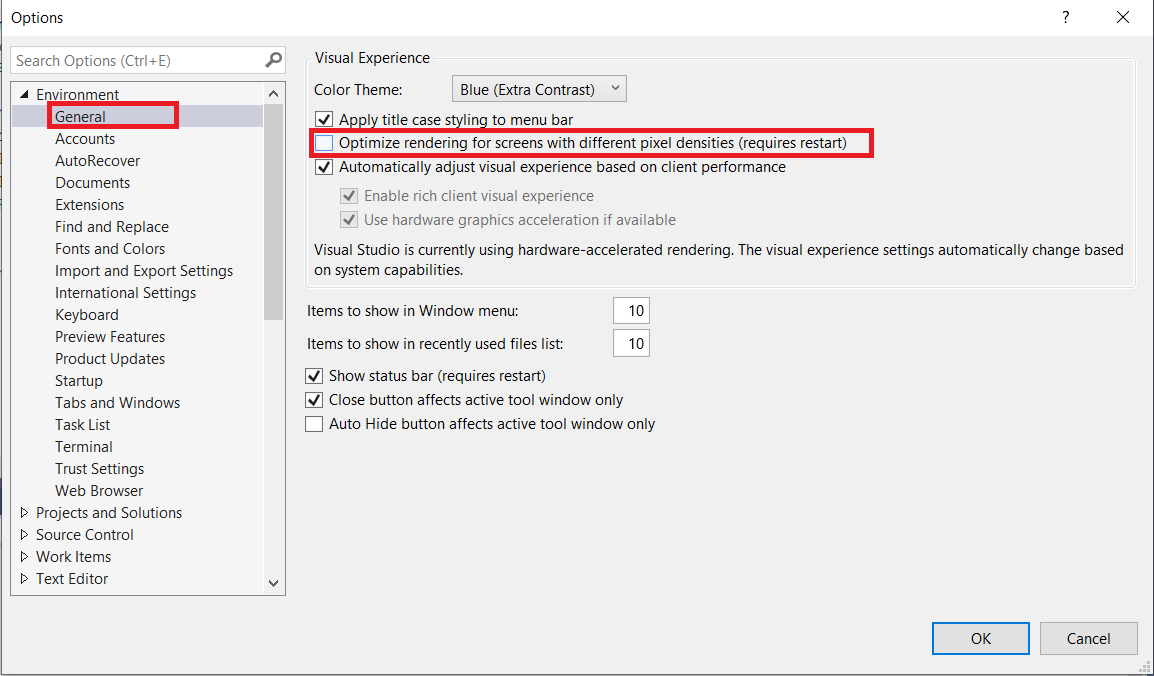 Options
?
Search Options (Ctrl+E)
Environment
General
Accounts
AutoRecover
Documents
Extensions
Find and Replace
Fonts and Colors
Import and Export Settings
International Settings
Keyboard
Preview Features
Product Updates
Startup
Tabs and Windows
Task List
Terminal
Trust Settings
Web Browser
Projects and Solutions
Source Control
Work Items
Text Editor
Visual Experience
Color Theme: Blue (Extra Contrast)
Apply title case styling to menu bar
Optimize rendering for screens with different pixel densities (requires restart)
Automatically adjust visual experience based on client performance
Enable rich client visual experience
Use hardware graphics acceleration if available
Visual Studio is currently using hardware-accelerated rendering. The visual experience settings automatically change based
on system capabilities.
Items to show in Window menu: 10
Items to show in recently used files list: 10
Show status bar (requires restart)
Close button affects active tool window only
Auto Hide button affects active tool window only
OK Cancel